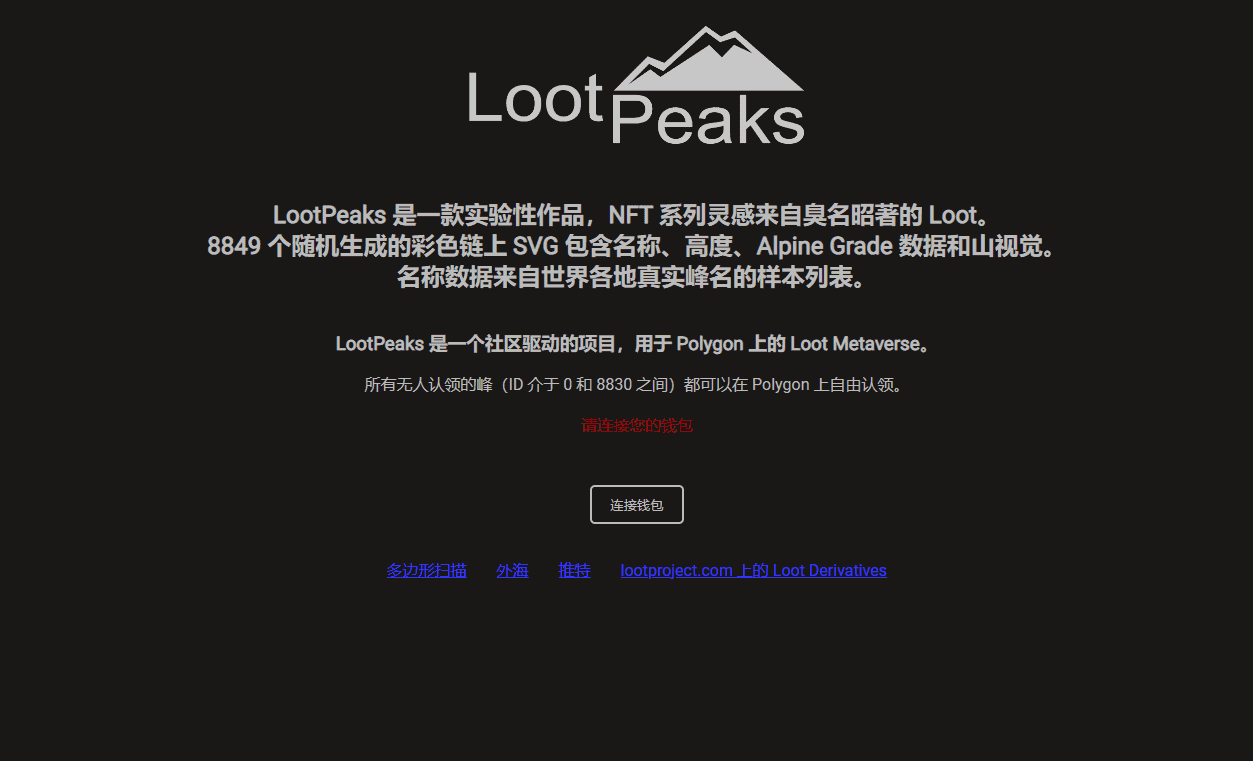 Loot
Peaks
LootPeaks 是一款实验性作品，NFT 系列灵感来自臭名昭著的 Loot。
8849 个随机生成的彩色链上 SVG 包含名称、高度、Alpine Grade 数据和山视觉。
名称数据来自世界各地真实峰名的样本列表。
LootPeaks 是一个社区驱动的项目，用于 Polygon 上的 Loot Metaverse。
所有无人认领的峰（ID 介于 0 和 8830 之间）都可以在 Polygon 上自由认领。
请连接您的钱包
连接钱包
多边形扫描 外海 推特 lootproject.com 上的 Loot Derivatives